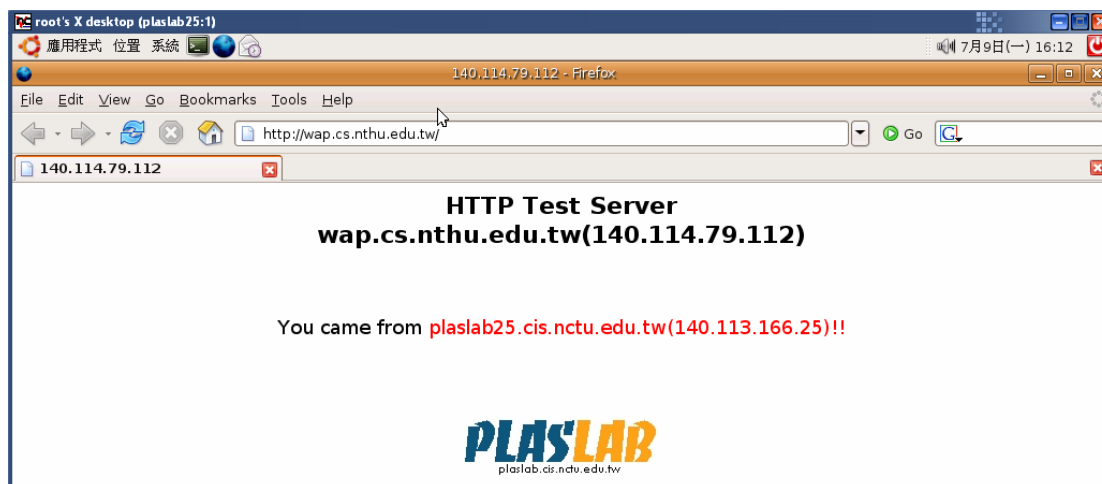 root's X desktop (plaslab25:1)
應用程式 位置 系統 7月9日(一) 16:12
140.114.79.112 - Firefox
File Edit View Go Bookmarks Tools Help
http://wap.cs.nthu.edu.tw/ Go G
140.114.79.112
HTTP Test Server
wap.cs.nthu.edu.tw(140.114.79.112)
You came from plaslab25.cis.nctu.edu.tw(140.113.166.25)!!
PLASLAB
plaslab.cis.nctu.edu.tw